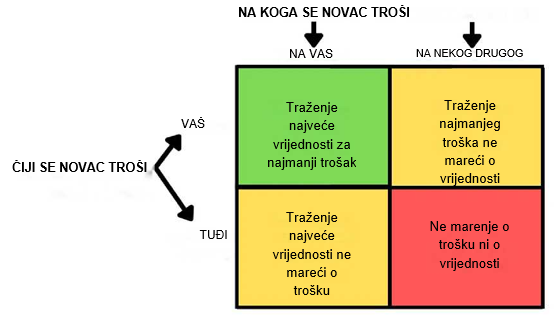 NA KOGA SE NOVAC TROŠI
NA VAS
NA NEKOG DRUGOG
Traženje
najveće
vrijednosti za
najmanji trošak
Traženje
najmanjeg
troška ne
mareći o
vrijednosti
VAŠ
ČIJI SE NOVAC TROŠI
TUĐI
Traženje
najveće
vrijednosti ne
mareći o
trošku
Ne marenje o
trošku ni o
vrijednosti